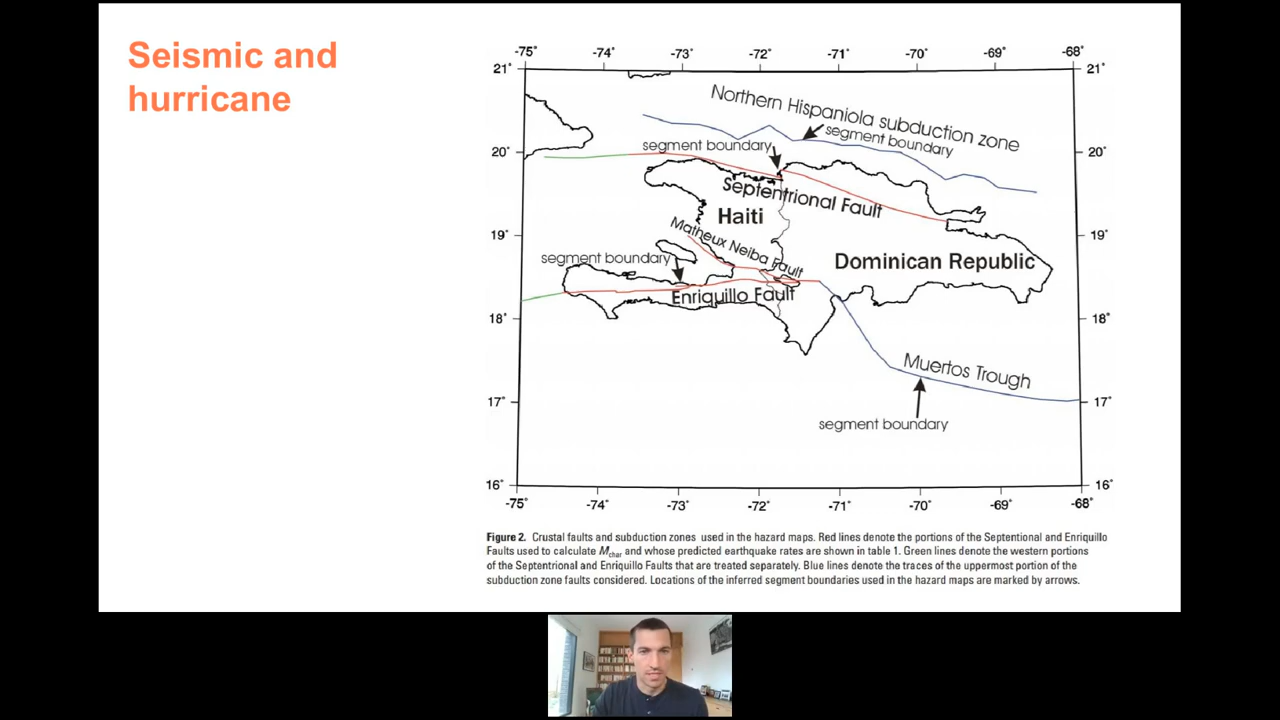 Seismic and
hurricane
-75° -74° -73° -72° -71° -70° -69° -68°
21° 21°
Northern Hispaniola subduction zone
segment boundary
segment boundary
20° 20°
Septentrional Fault
Haiti
Matheux Neiba Fault
19° 19°
segment boundary
Dominican Republic
Enriquillo Fault
18° 18°
Muertos Trough
17° 17°
segment boundary
16° 16°
-75° -74° -73° -72° -71° -70° -69° -68°
Figure 2. Crustal faults and subduction zones used in the hazard maps. Red lines denote the portions of the Septentional and Enriquillo
Faults used to calculate Mchar and whose predicted earthquake rates are shown in table 1. Green lines denote the western portions
of the Septentrional and Enriquillo Faults that are treated separately. Blue lines denote the traces of the uppermost portion of the
subduction zone faults considered. Locations of the inferred segment boundaries used in the hazard maps are marked by arrows.